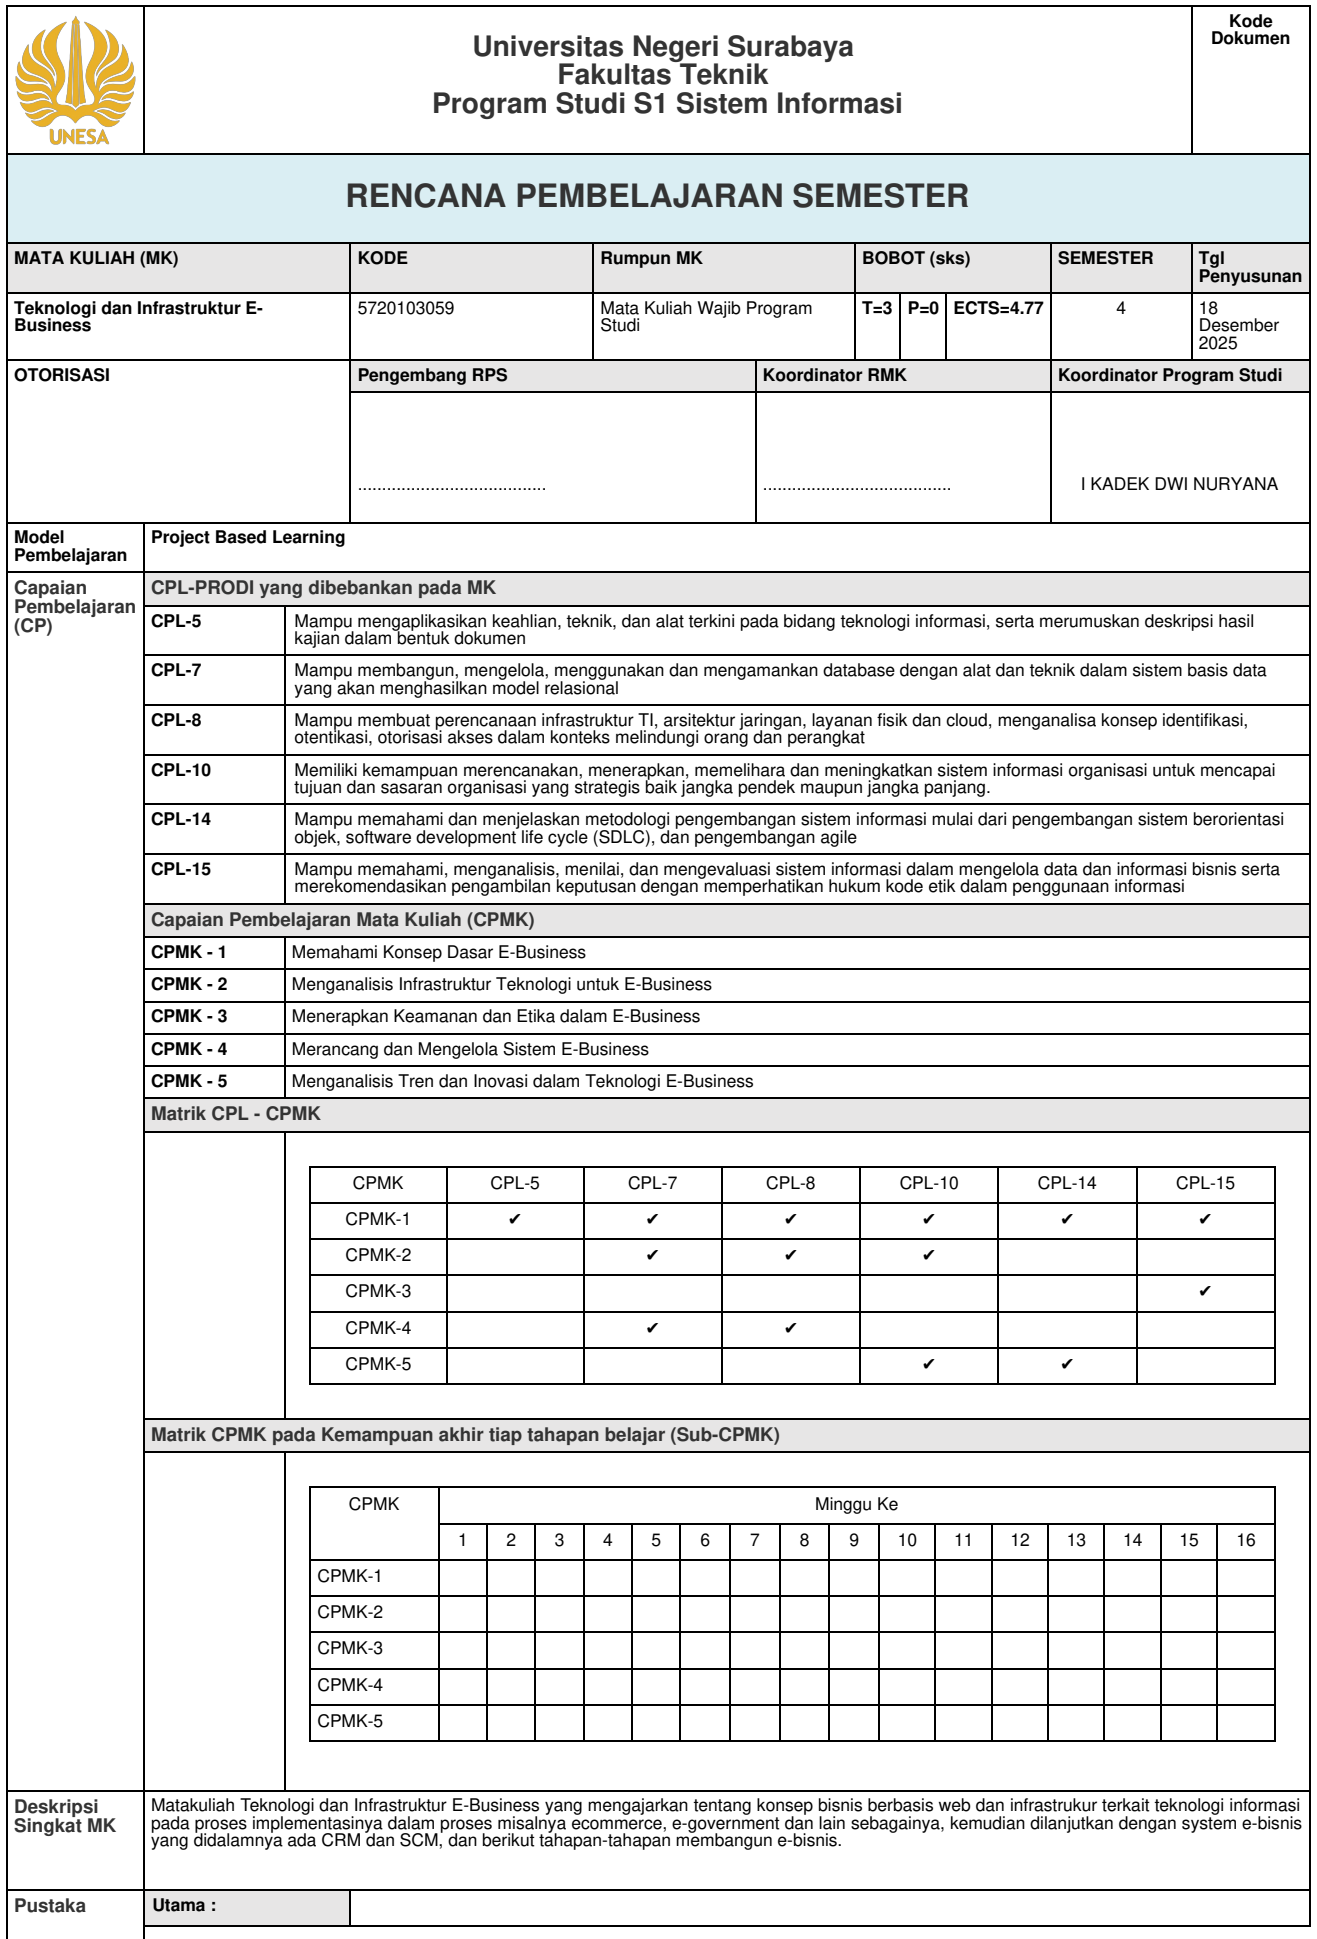 UNESA
Universitas Negeri Surabaya
Fakultas Teknik
Program Studi S1 Sistem Informasi
Kode
Dokumen
RENCANA PEMBELAJARAN SEMESTER
MATA KULIAH (MK) KODE Rumpun MK BOBOT (sks) SEMESTER Tgl
Penyusunan
Teknologi dan Infrastruktur E-
Business
5720103059
Mata Kuliah Wajib Program
Studi
T=3 P=0 ECTS=4.77
4
18
Desember
2025
OTORISASI Pengembang RPS Koordinator RMK Koordinator Program Studi
....................................... ....................................... I KADEK DWI NURYANA
Model
Pembelajaran
Project Based Learning
Capaian
Pembelajaran
(CP)
CPL-PRODI yang dibebankan pada MK
CPL-5
Mampu mengaplikasikan keahlian, teknik, dan alat terkini pada bidang teknologi informasi, serta merumuskan deskripsi hasil
kajian dalam bentuk dokumen
CPL-7
Mampu membangun, mengelola, menggunakan dan mengamankan database dengan alat dan teknik dalam sistem basis data
yang akan menghasilkan model relasional
CPL-8
Mampu membuat perencanaan infrastruktur TI, arsitektur jaringan, layanan fisik dan cloud, menganalisa konsep identifikasi,
otentikasi, otorisasi akses dalam konteks melindungi orang dan perangkat
CPL-10
Memiliki kemampuan merencanakan, menerapkan, memelihara dan meningkatkan sistem informasi organisasi untuk mencapai
tujuan dan sasaran organisasi yang strategis baik jangka pendek maupun jangka panjang.
CPL-14
Mampu memahami dan menjelaskan metodologi pengembangan sistem informasi mulai dari pengembangan sistem berorientasi
objek, software development life cycle (SDLC), dan pengembangan agile
CPL-15
Mampu memahami, menganalisis, menilai, dan mengevaluasi sistem informasi dalam mengelola data dan informasi bisnis serta
merekomendasikan pengambilan keputusan dengan memperhatikan hukum kode etik dalam penggunaan informasi
Capaian Pembelajaran Mata Kuliah (CPMK)
CPMK - 1 Memahami Konsep Dasar E-Business
CPMK - 2 Menganalisis Infrastruktur Teknologi untuk E-Business
CPMK - 3 Menerapkan Keamanan dan Etika dalam E-Business
CPMK - 4 Merancang dan Mengelola Sistem E-Business
CPMK - 5 Menganalisis Tren dan Inovasi dalam Teknologi E-Business
Matrik CPL - CPMK
CPMK CPL-5 CPL-7 CPL-8 CPL-10 CPL-14 CPL-15
CPMK-1 ✔ ✔ ✔ ✔ ✔ ✔
CPMK-2 ✔ ✔ ✔
CPMK-3 ✔
CPMK-4 ✔ ✔
CPMK-5 ✔ ✔
Matrik CPMK pada Kemampuan akhir tiap tahapan belajar (Sub-CPMK)
CPMK Minggu Ke
1 2 3 4 5 6 7 8 9 10 11 12 13 14 15 16
CPMK-1
CPMK-2
CPMK-3
CPMK-4
CPMK-5
Deskripsi
Singkat MK
Matakuliah Teknologi dan Infrastruktur E-Business yang mengajarkan tentang konsep bisnis berbasis web dan infrastrukur terkait teknologi informasi
pada proses implementasinya dalam proses misalnya ecommerce, e-government dan lain sebagainya, kemudian dilanjutkan dengan system e-bisnis
yang didalamnya ada CRM dan SCM, dan berikut tahapan-tahapan membangun e-bisnis.
Pustaka Utama :